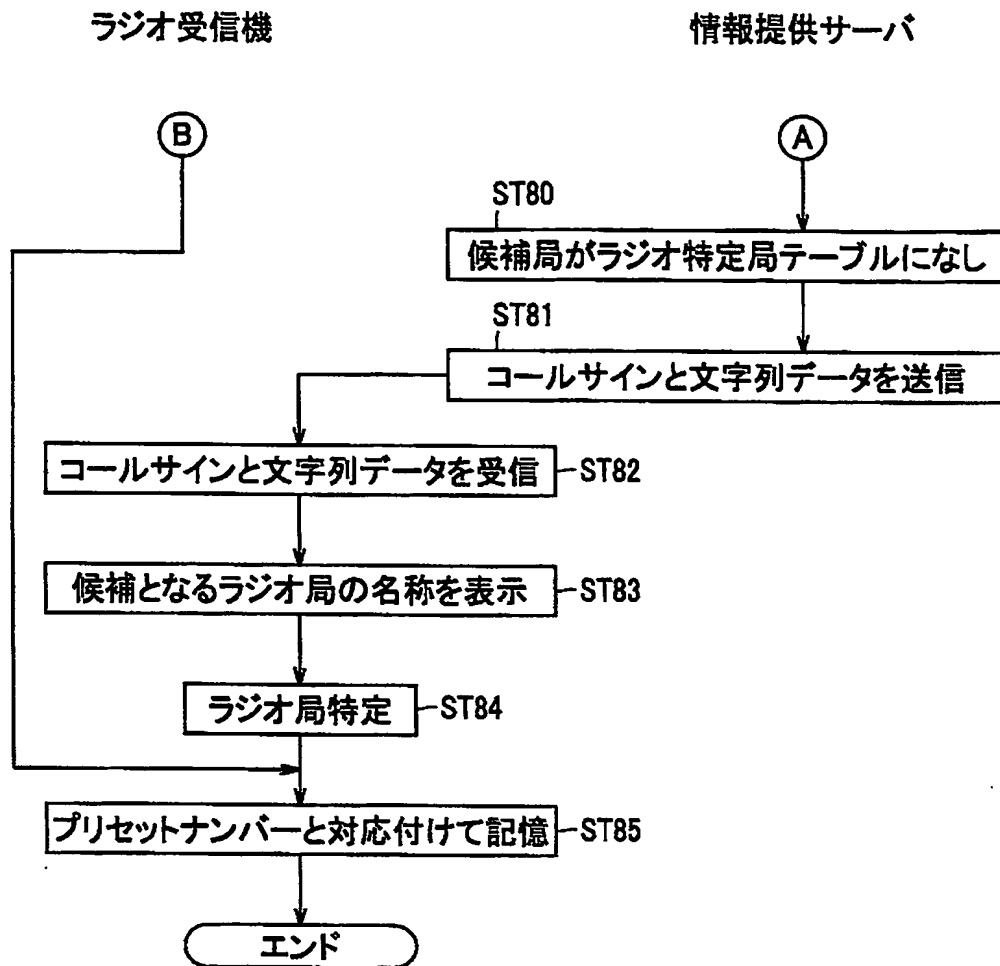 ラジオ受信機
情報提供サーバ
B
A
ST80
候補局がラジオ特定局テーブルになし
ST81
コールサインと文字列データを送信
コールサインと文字列データを受信
ST82
候補となるラジオ局の名称を表示
ST83
ラジオ局特定
ST84
プリセットナンバーと対応付けて記憶
ST85
エンド